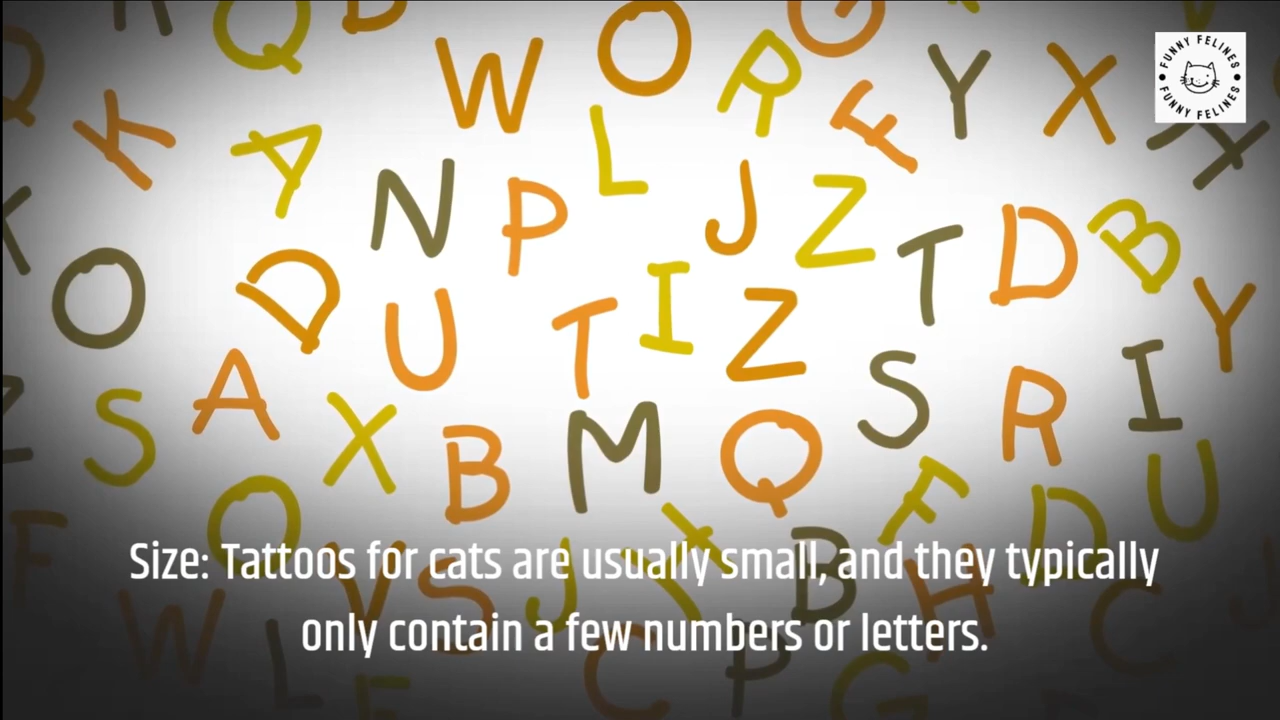 Q D
K W O R G Y X
A L F X
N P J Z
O D U T I Z T D B Y
S A X B M Q S R I
F O F D U
W V S J B H C
L E C P G
FUNNY FELINES
FUNNY FELINES
Size: Tattoos for cats are usually small, and they typically
only contain a few numbers or letters.